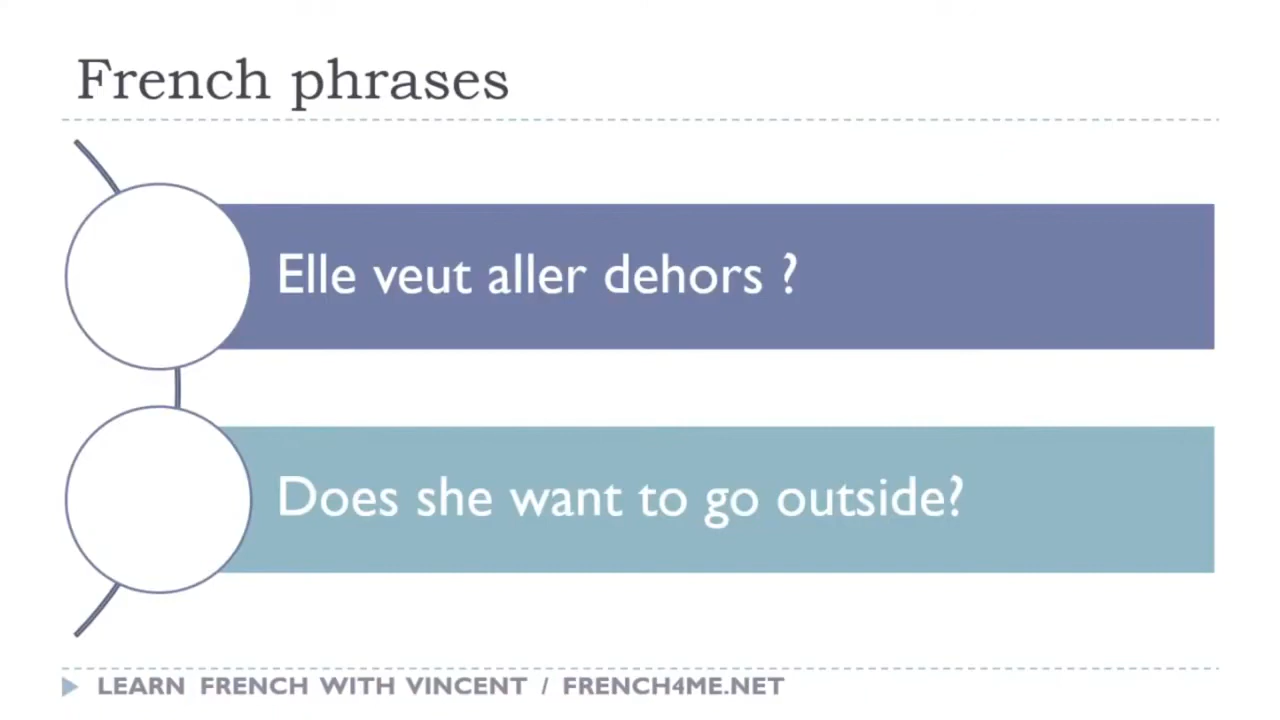 French phrases
Elle veut aller dehors ?
Does she want to go outside?
LEARN FRENCH WITH VINCENT / FRENCH4ME.NET